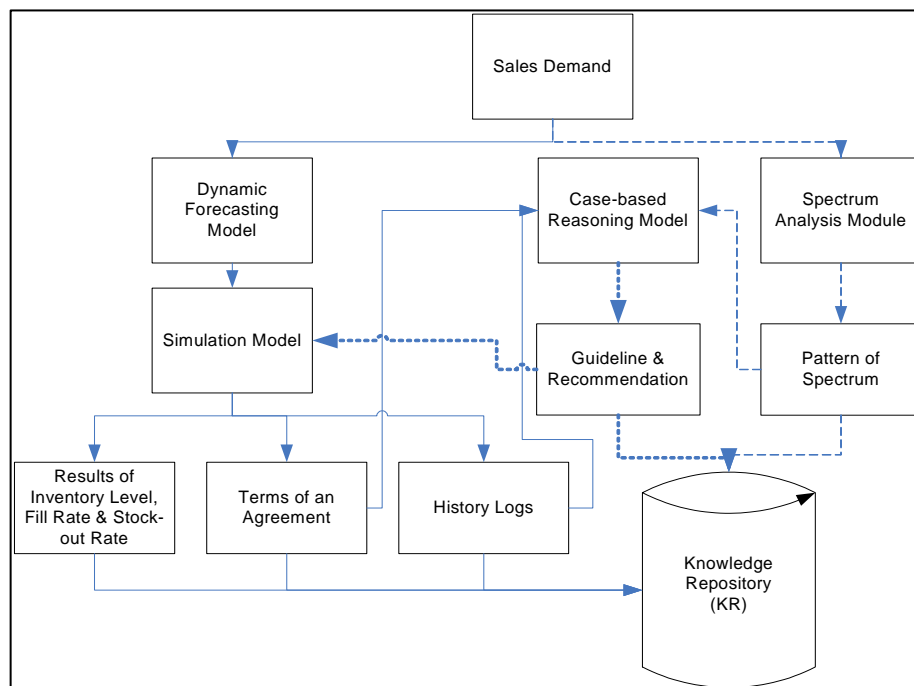 Sales Demand
Dynamic
Forecasting
Model
Case-based
Reasoning Model
Spectrum
Analysis Module
Simulation Model
Guideline &
Recommendation
Pattern of
Spectrum
Results of
Inventory Level,
Fill Rate & Stock-
out Rate
Terms of an
Agreement
History Logs
Knowledge
Repository
(KR)